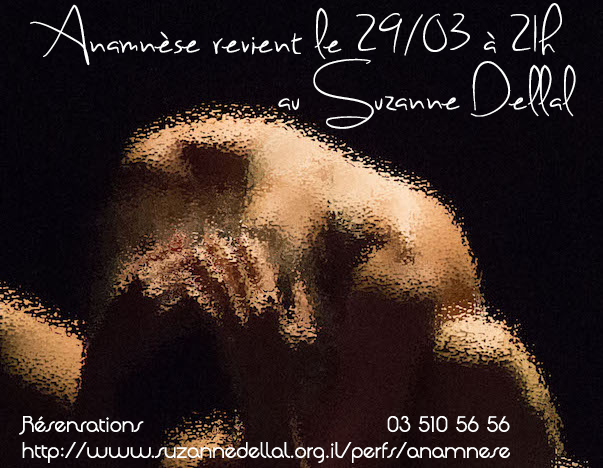 Anamnèse revient le 29/03 à 21h
au Suzanne Dellal
Réservations 03 510 56 56
http://www.suzannedellal.org.il/perfs/anamnese